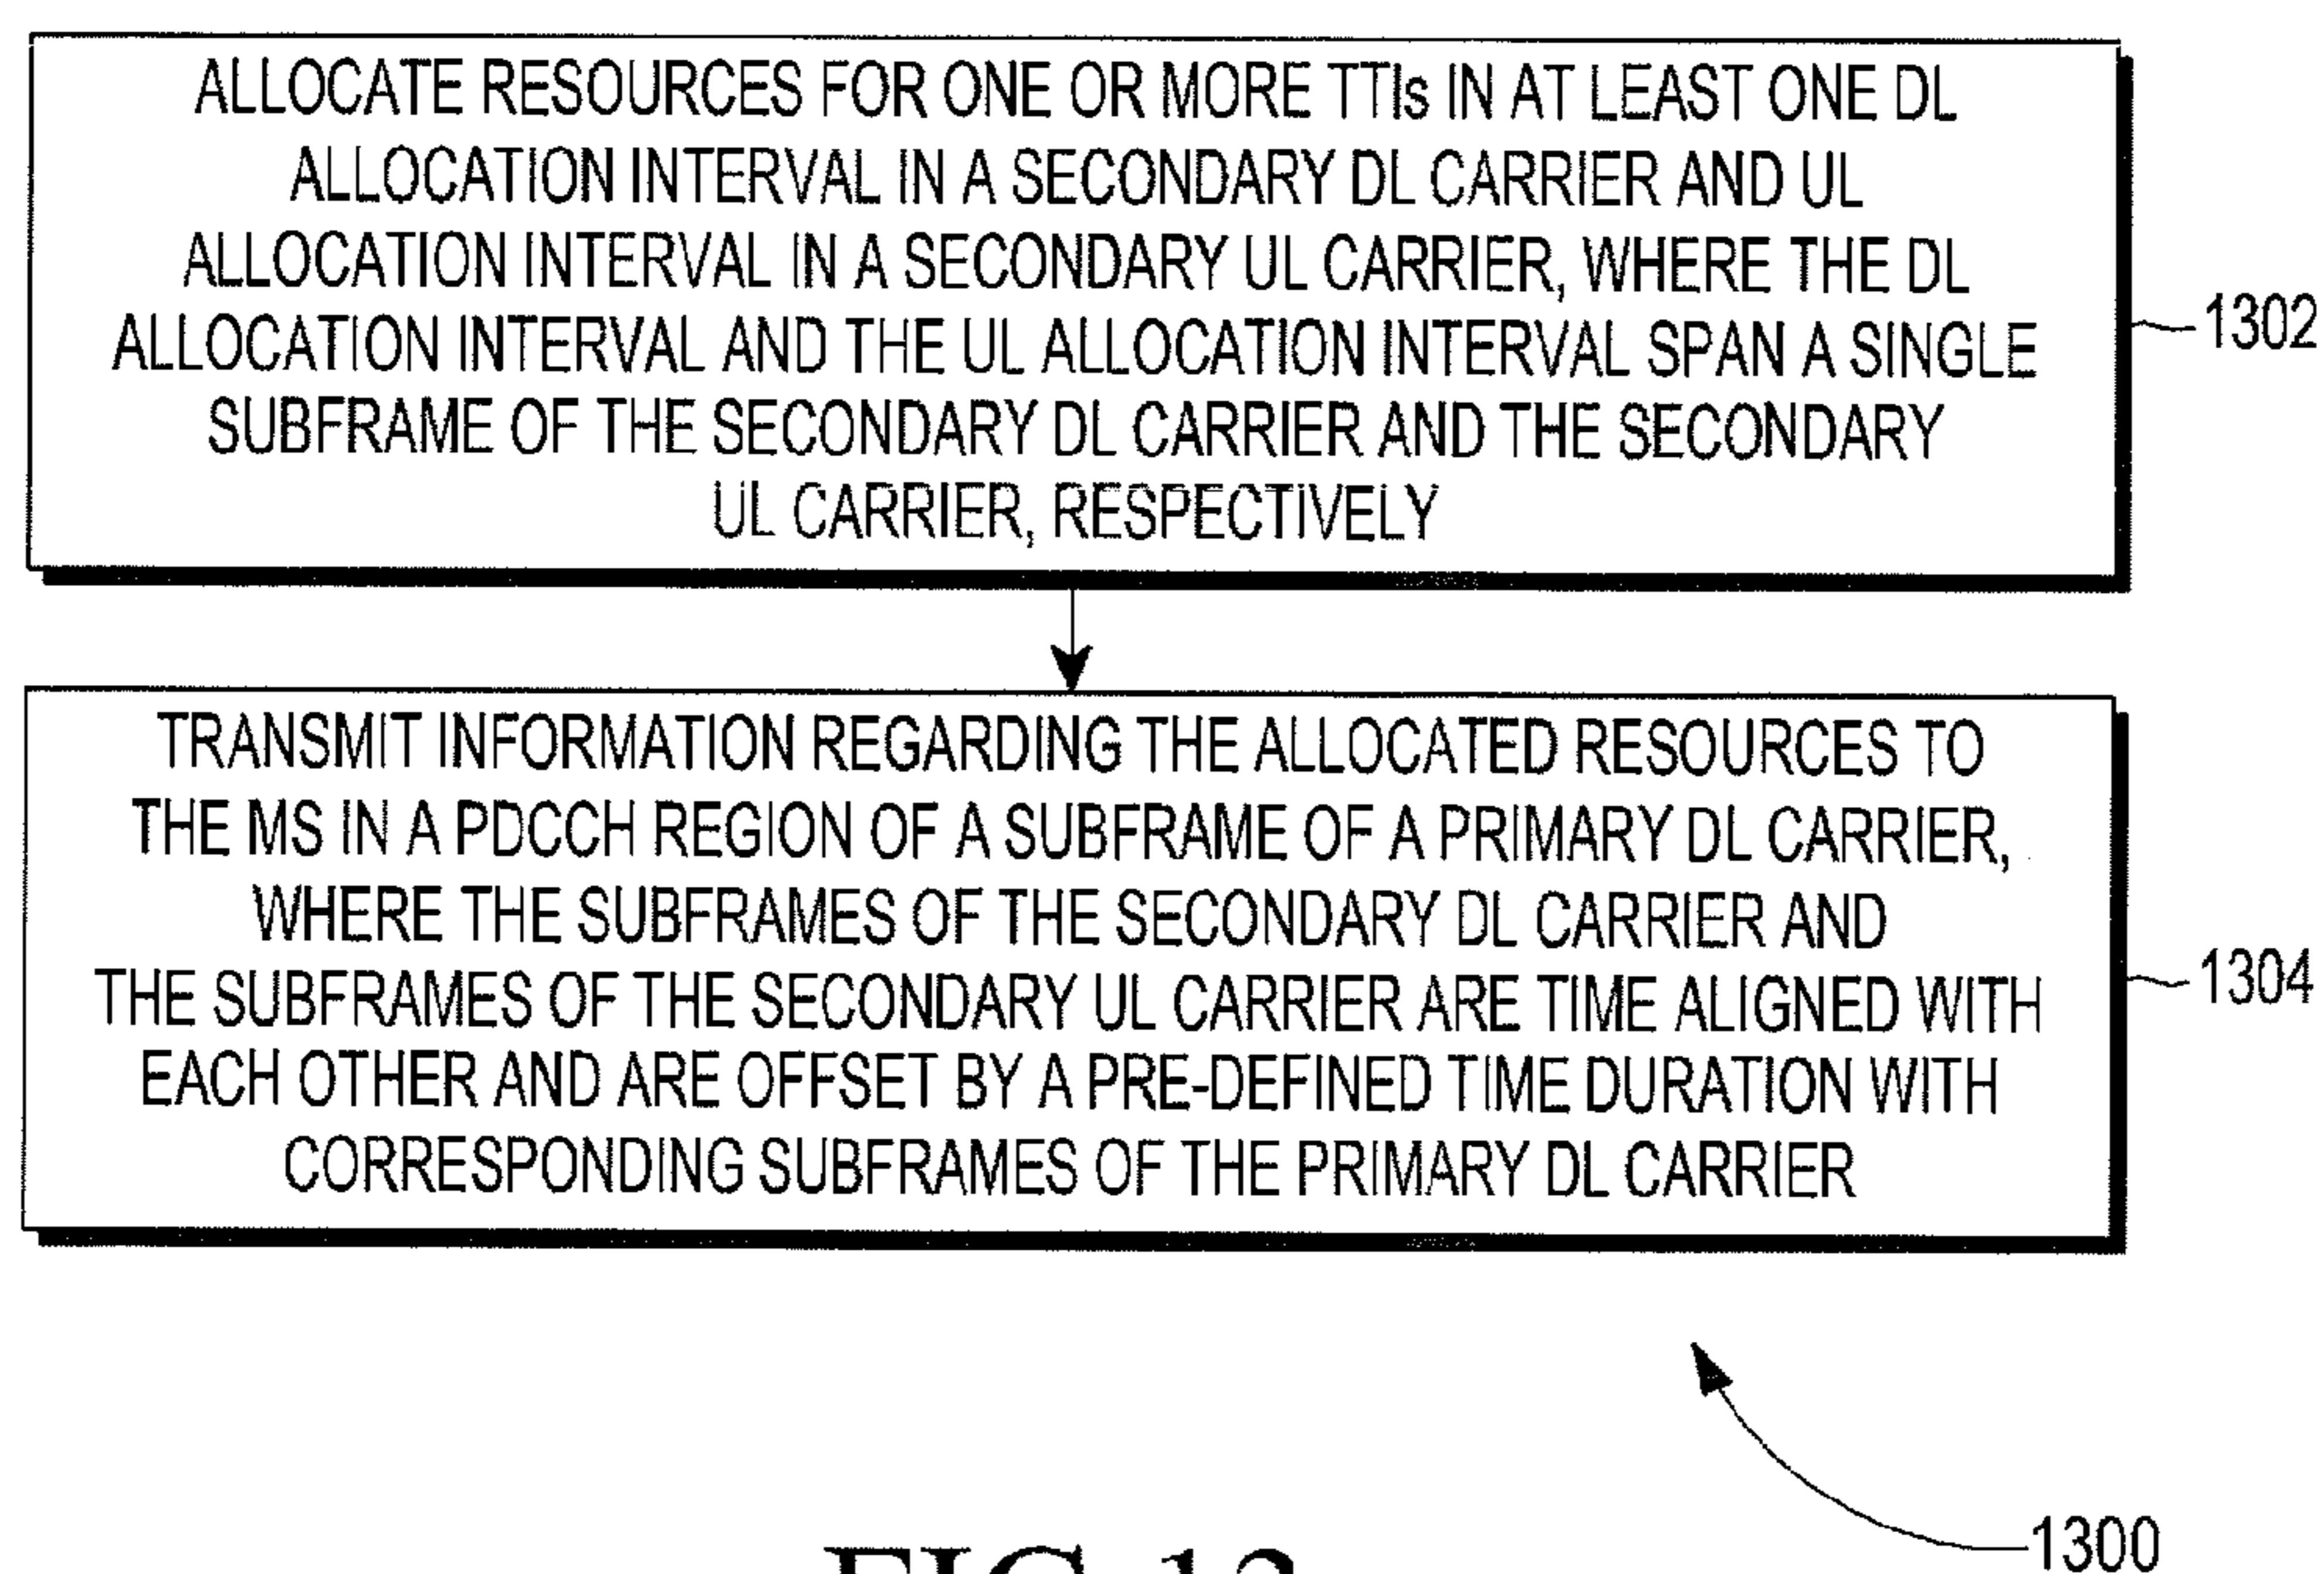 ALLOCATE RESOURCES FOR ONE OR MORE TTIs IN AT LEAST ONE DL
ALLOCATION INTERVAL IN A SECONDARY DL CARRIER AND UL
ALLOCATION INTERVAL IN A SECONDARY UL CARRIER, WHERE THE DL
ALLOCATION INTERVAL AND THE UL ALLOCATION INTERVAL SPAN A SINGLE
SUBFRAME OF THE SECONDARY DL CARRIER AND THE SECONDARY
UL CARRIER, RESPECTIVELY
1302
TRANSMIT INFORMATION REGARDING THE ALLOCATED RESOURCES TO
THE MS IN A PDCCH REGION OF A SUBFRAME OF A PRIMARY DL CARRIER,
WHERE THE SUBFRAMES OF THE SECONDARY DL CARRIER AND
THE SUBFRAMES OF THE SECONDARY UL CARRIER ARE TIME ALIGNED WITH
EACH OTHER AND ARE OFFSET BY A PRE-DEFINED TIME DURATION WITH
CORRESPONDING SUBFRAMES OF THE PRIMARY DL CARRIER
1304
1300